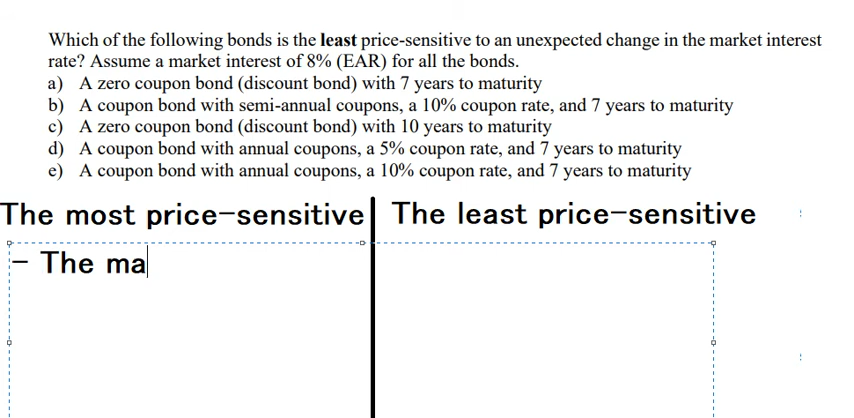 Which of the following bonds is the least price-sensitive to an unexpected change in the market interest
rate? Assume a market interest of 8% (EAR) for all the bonds.
a) A zero coupon bond (discount bond) with 7 years to maturity
b) A coupon bond with semi-annual coupons, a 10% coupon rate, and 7 years to maturity
c) A zero coupon bond (discount bond) with 10 years to maturity
d) A coupon bond with annual coupons, a 5% coupon rate, and 7 years to maturity
e) A coupon bond with annual coupons, a 10% coupon rate, and 7 years to maturity
The most price-sensitive
The least price-sensitive
- The ma